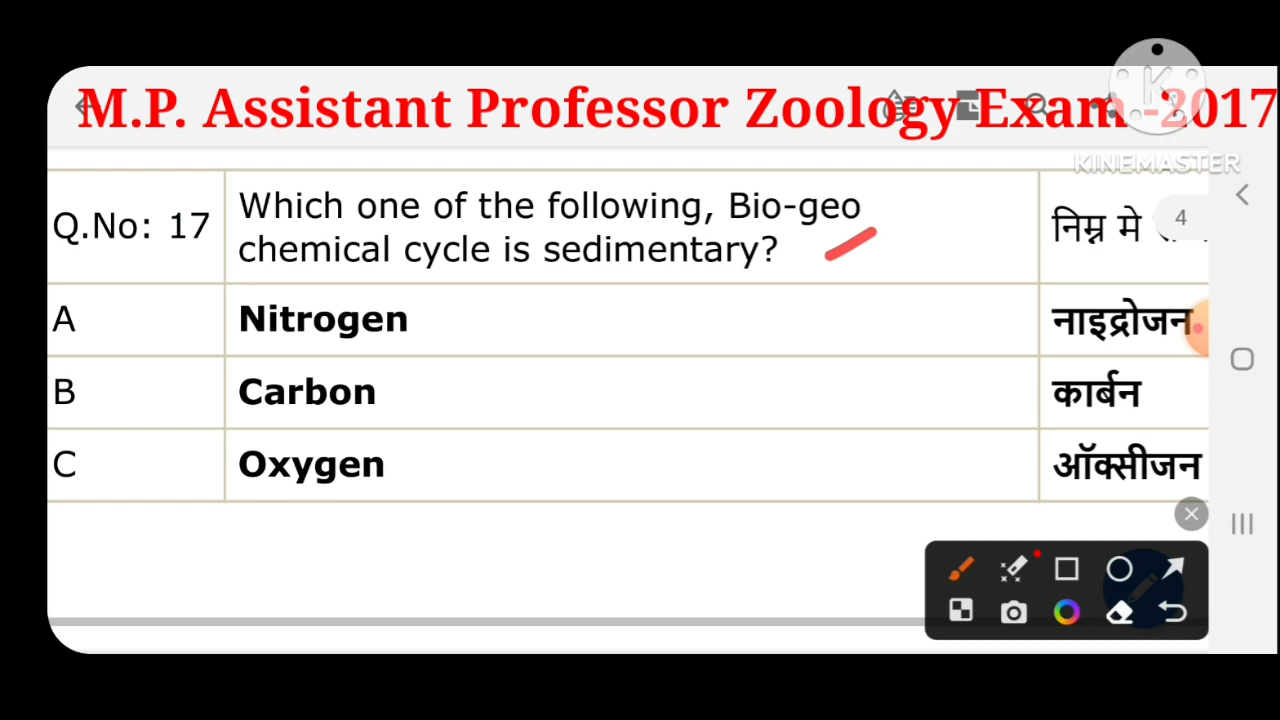 M.P. Assistant Professor Zoology Exam -2017
KINEMASTER
Q.No: 17
Which one of the following, Bio-geo
chemical cycle is sedimentary?
निम्न मे
4
A
Nitrogen
नाइट्रोजन
B
Carbon
कार्बन
C
Oxygen
ऑक्सीजन